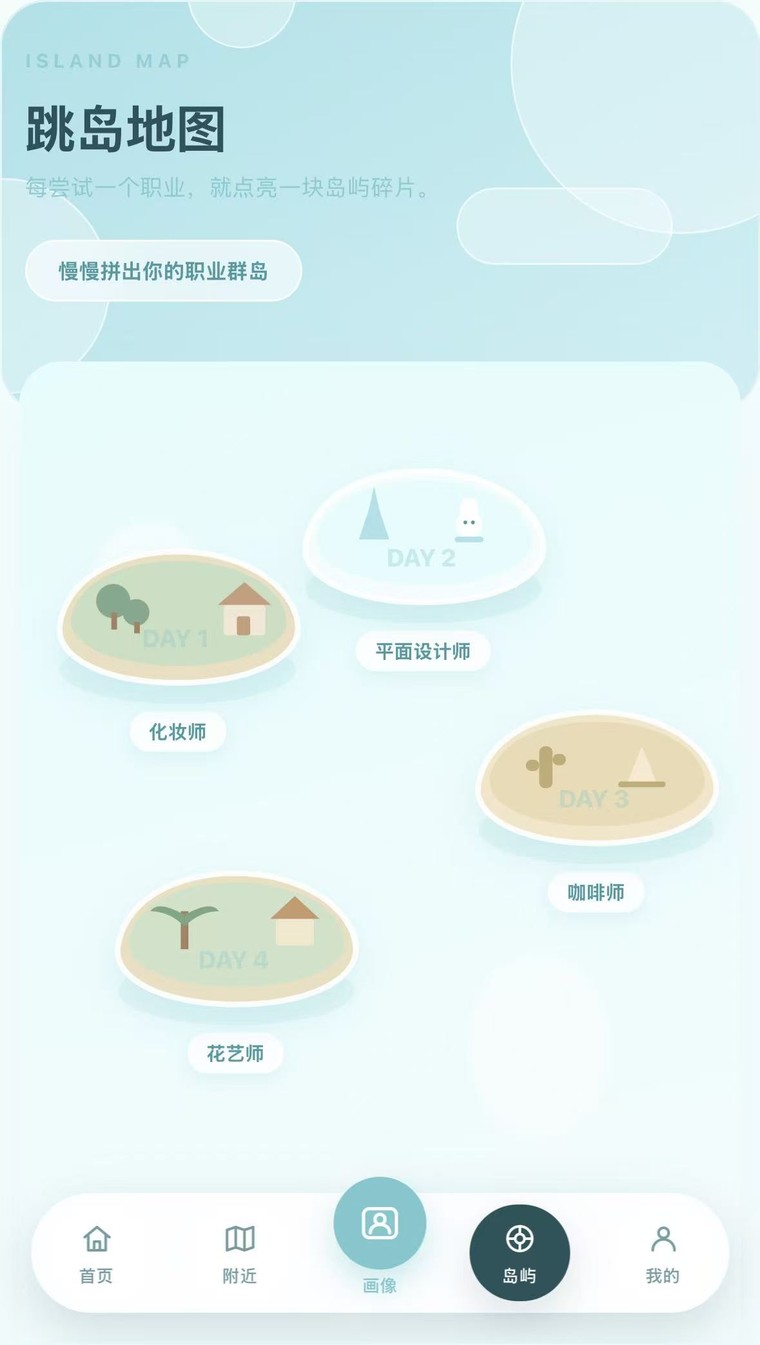 ISLAND MAP
跳岛地图
每尝试一个职业，就点亮一块岛屿碎片。
慢慢拼出你的职业群岛
DAY 2
DAY 1
平面设计师
化妆师
DAY 3
咖啡师
DAY 4
花艺师
首页
附近
画像
岛屿
我的